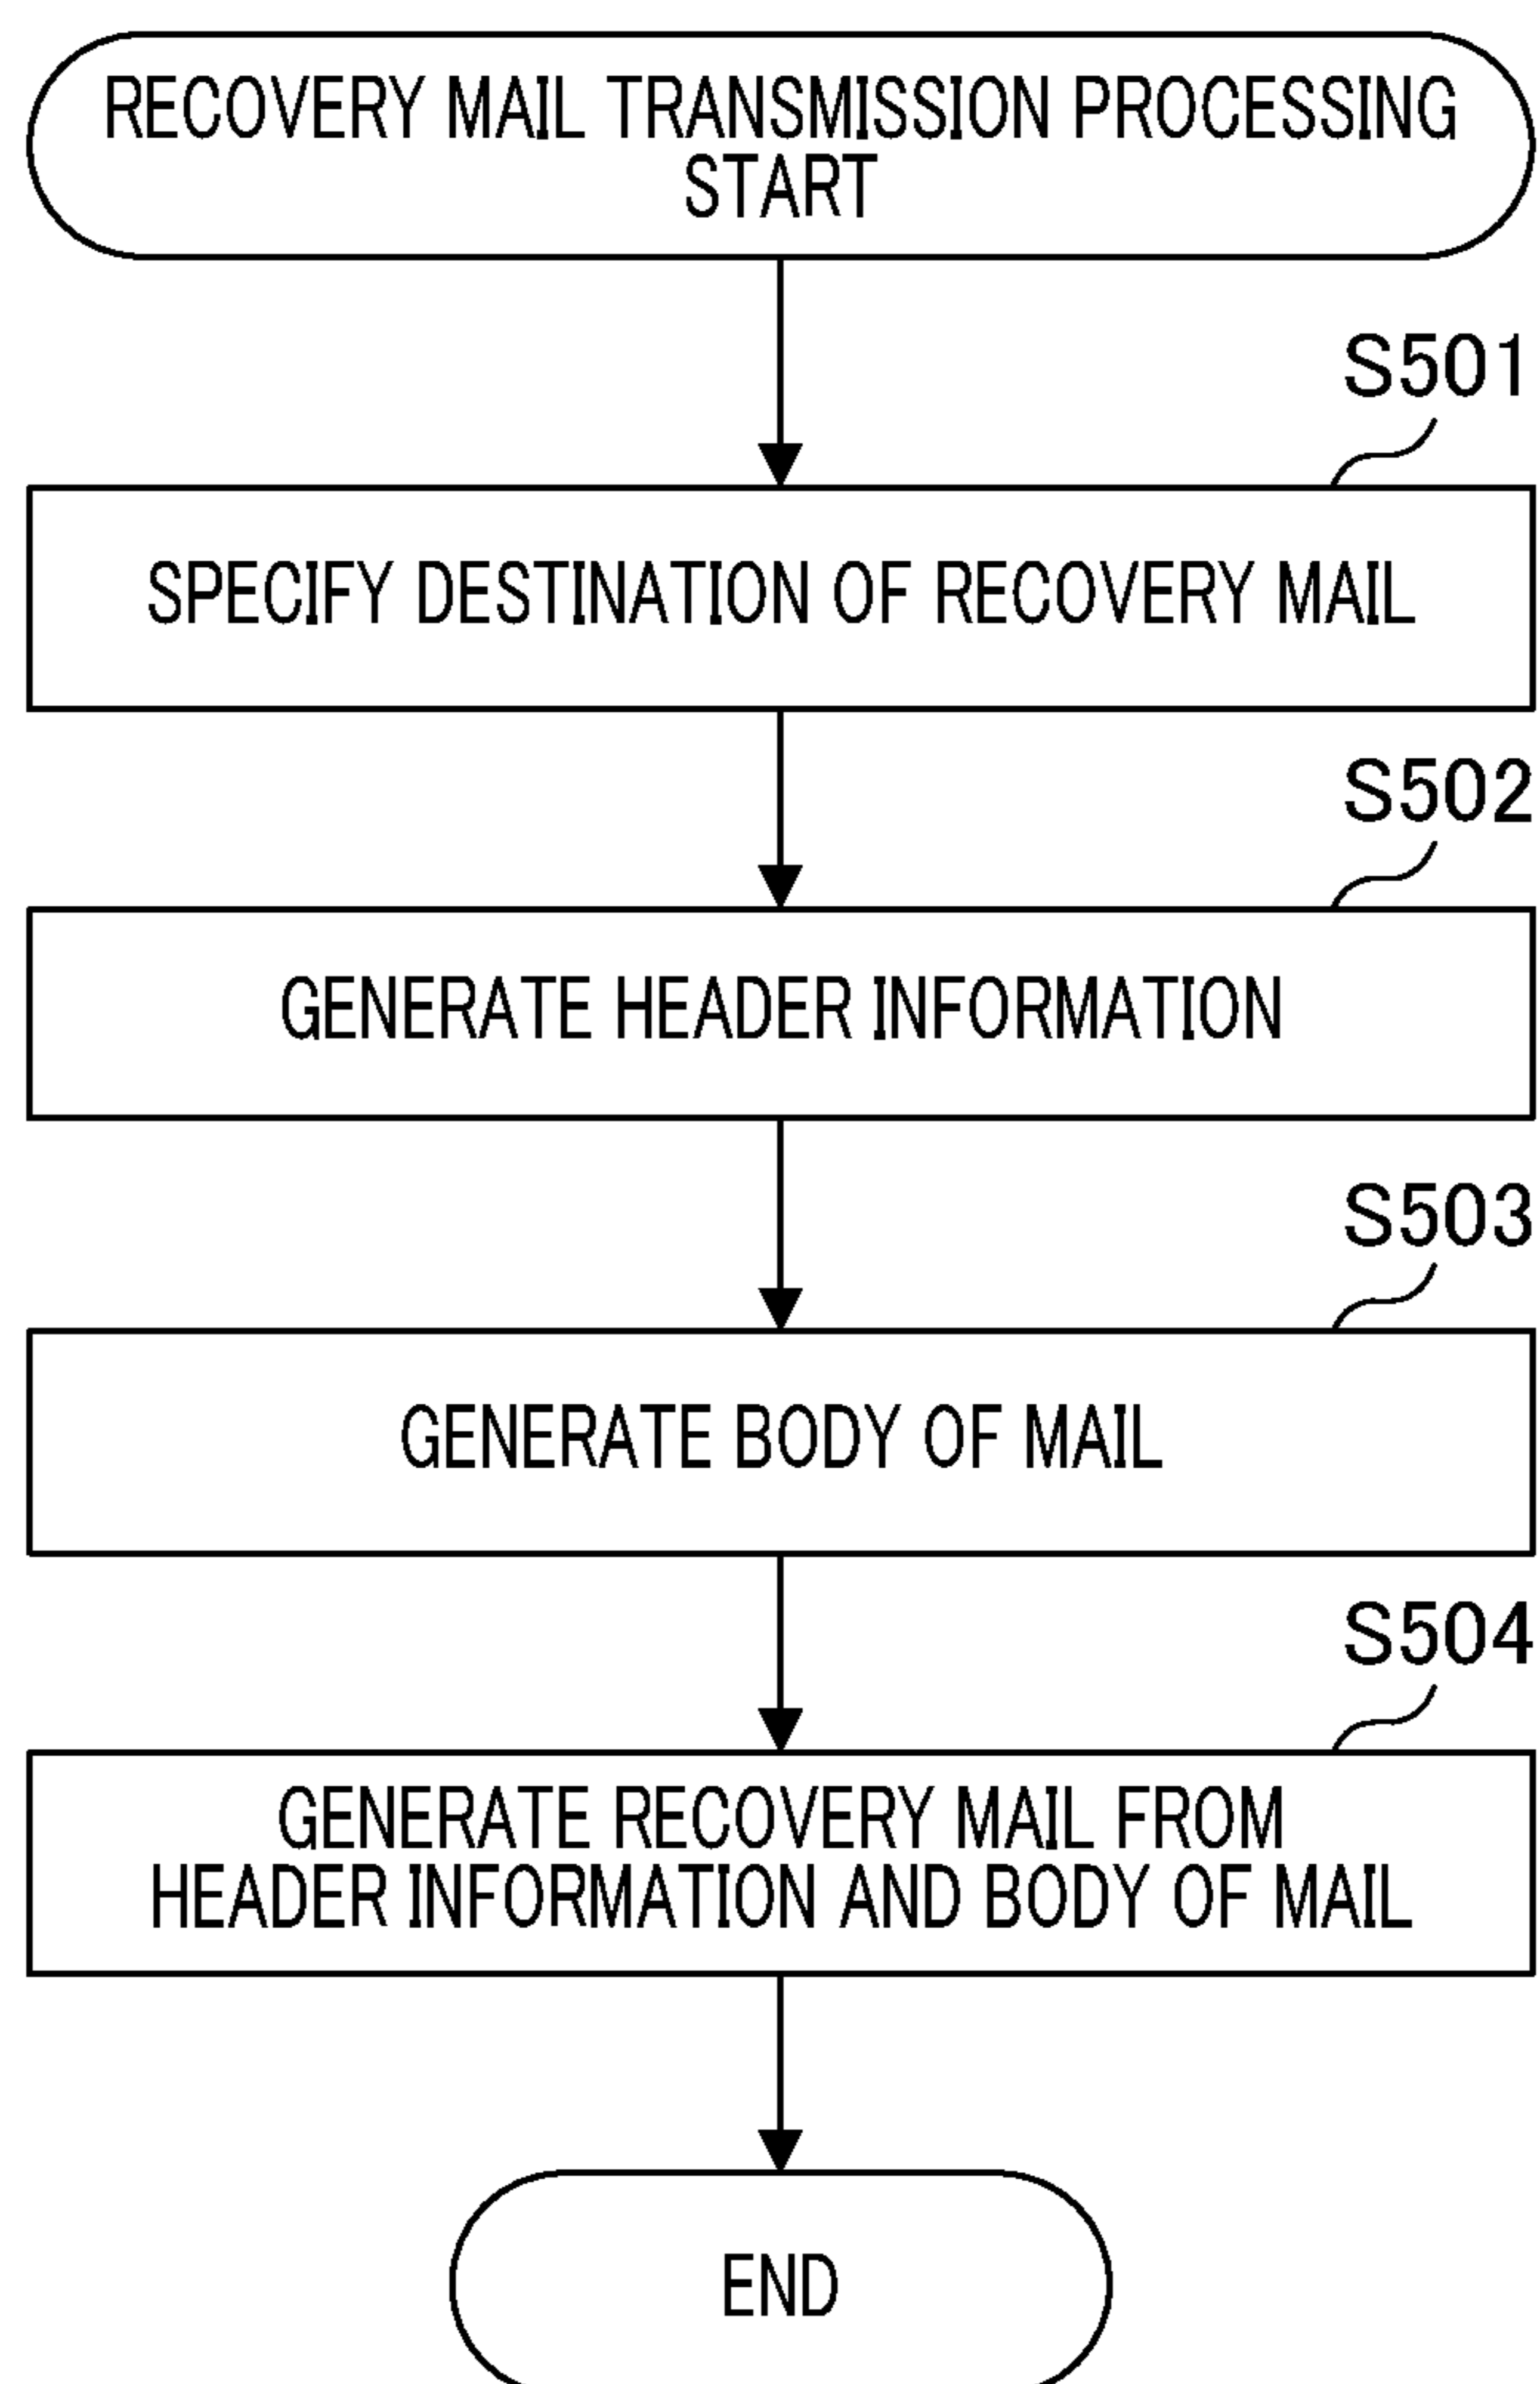 RECOVERY MAIL TRANSMISSION PROCESSING
START
S501
SPECIFY DESTINATION OF RECOVERY MAIL
S502
GENERATE HEADER INFORMATION
S503
GENERATE BODY OF MAIL
S504
GENERATE RECOVERY MAIL FROM
HEADER INFORMATION AND BODY OF MAIL
END